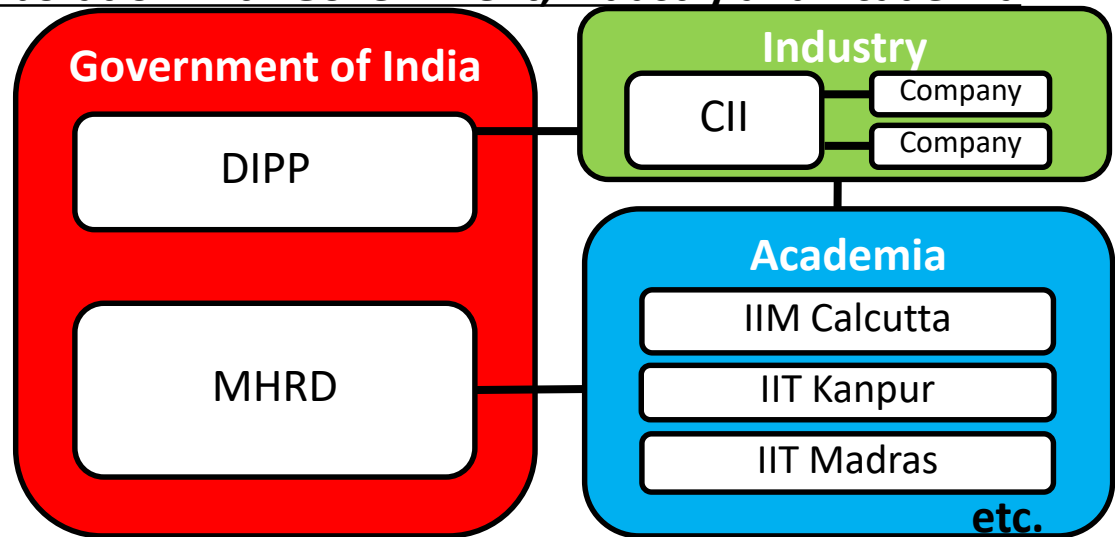 Government of India
DIPP
MHRD
Industry
CII
Company
Company
Academia
IIM Calcutta
IIT Kanpur
IIT Madras
etc.